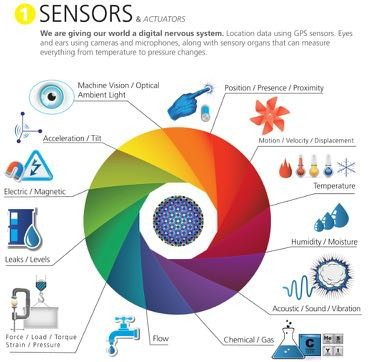 1 SENSORS & ACTUATORS
We are giving our world a digital nervous system. Location data using GPS sensors. Eyes
and ears using cameras and microphones, along with sensory organs that can measure
everything from temperature to pressure changes.
Machine Vision / Optical
Ambient Light
Position / Presence / Proximity
Acceleration / Tilt
Motion / Velocity / Displacement
Electric / Magnetic
Temperature
Leaks / Levels
Humidity / Moisture
Acoustic / Sound / Vibration
Force / Load / Torque
Strain / Pressure
Flow
Chemical / Gas